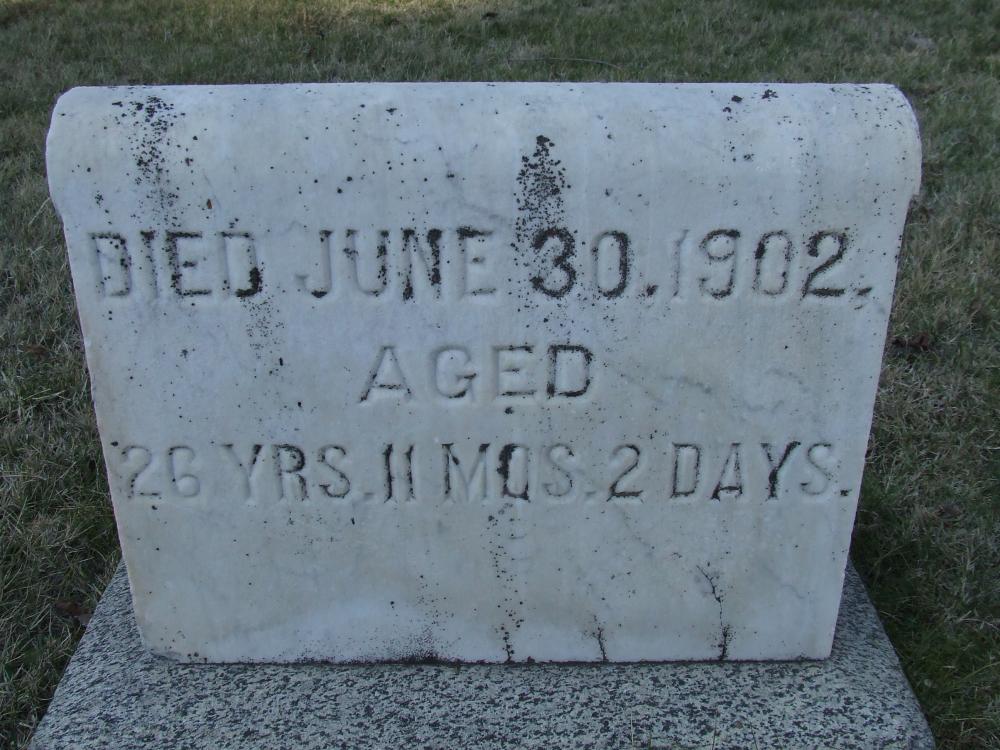 DIED JUNE 30, 1902,
AGED
26 YRS. 11 MOS. 2 DAYS.